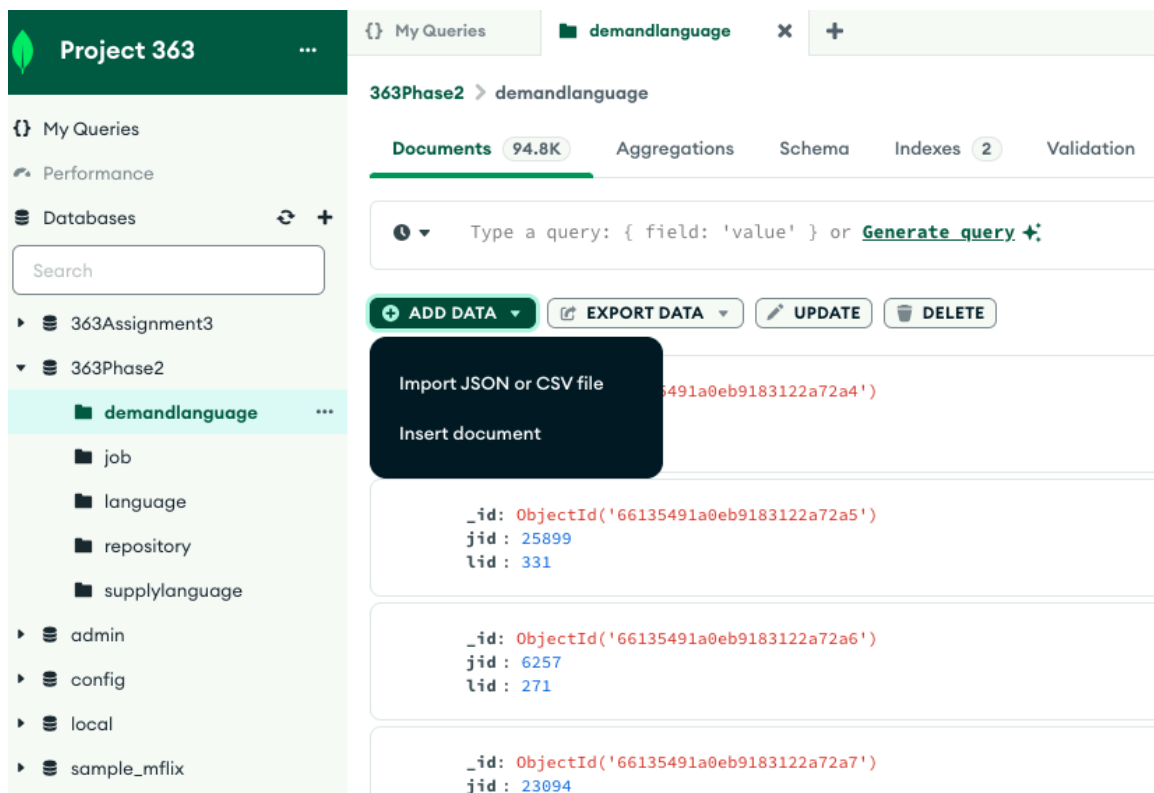 Project 363
{} My Queries
Performance
Databases
Search
363Assignment3
363Phase2
demandlanguage
job
language
repository
supplylanguage
admin
config
local
sample_mflix
{} My Queries
demandlanguage
363Phase2 > demandlanguage
Documents 94.8K Aggregations Schema Indexes 2 Validation
Type a query: { field: 'value' } or Generate query
ADD DATA EXPORT DATA UPDATE DELETE
Import JSON or CSV file
Insert document
5491a0eb9183122a72a4')
_id: ObjectId('66135491a0eb9183122a72a5')
jid : 25899
lid : 331
_id: ObjectId('66135491a0eb9183122a72a6')
jid : 6257
lid : 271
_id: ObjectId('66135491a0eb9183122a72a7')
jid : 23094